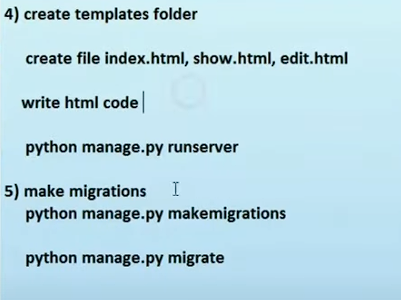 4) create templates folder
create file index.html, show.html, edit.html
write html code
python manage.py runserver
5) make migrations
python manage.py makemigrations
python manage.py migrate